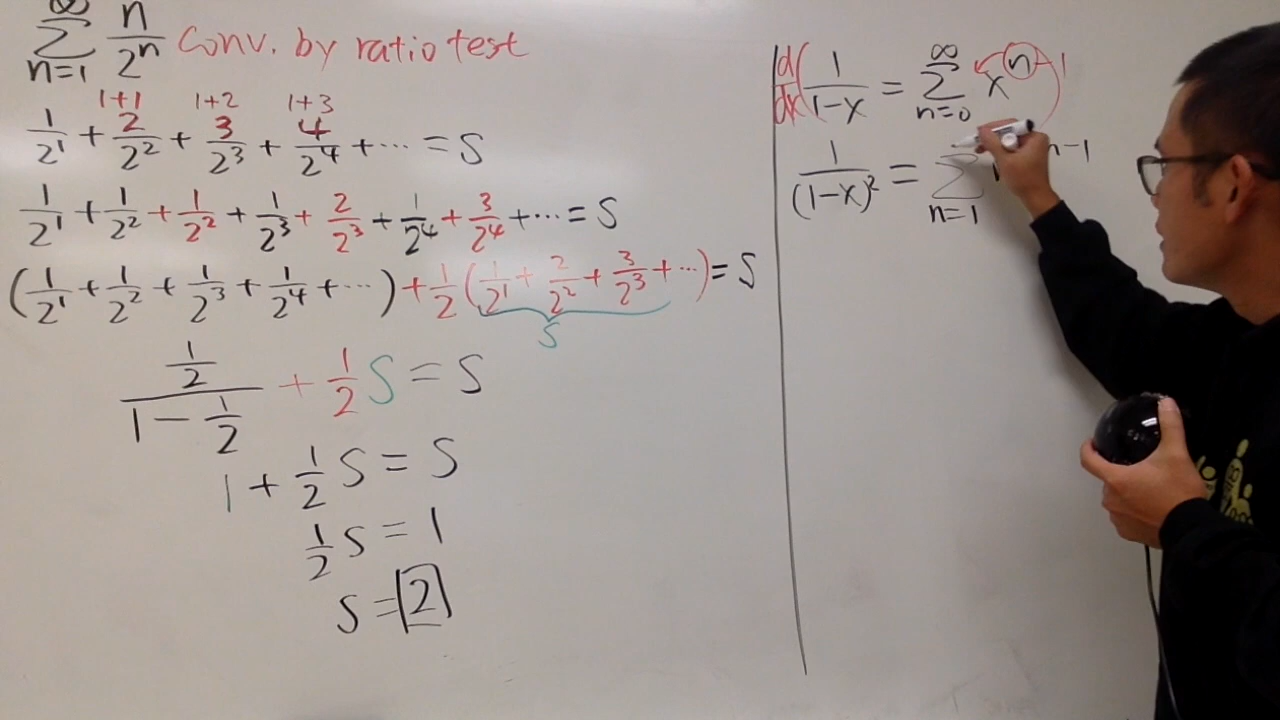 ∞ n
∑ — Conv. by ratio test
n=1 2ⁿ
1+1 1+2 1+3
1/2¹ + 2/2² + 3/2³ + 4/2⁴ + ··· = S
1/2¹ + 1/2² + 1/2² + 1/2³ + 2/2³ + 1/2⁴ + 3/2⁴ + ··· = S
(1/2¹ + 1/2² + 1/2³ + 1/2⁴ + ···) + 1/2 (1/2¹ + 2/2² + 3/2³ + ···) = S
S
(1/2)/(1 − 1/2) + 1/2 S = S
1 + 1/2 S = S
1/2 S = 1
S = 2
d/dx ( 1/(1−x) = ∑ n=0 ∞ xⁿ −1
1/(1−x)² = ∑ n=1 n−1